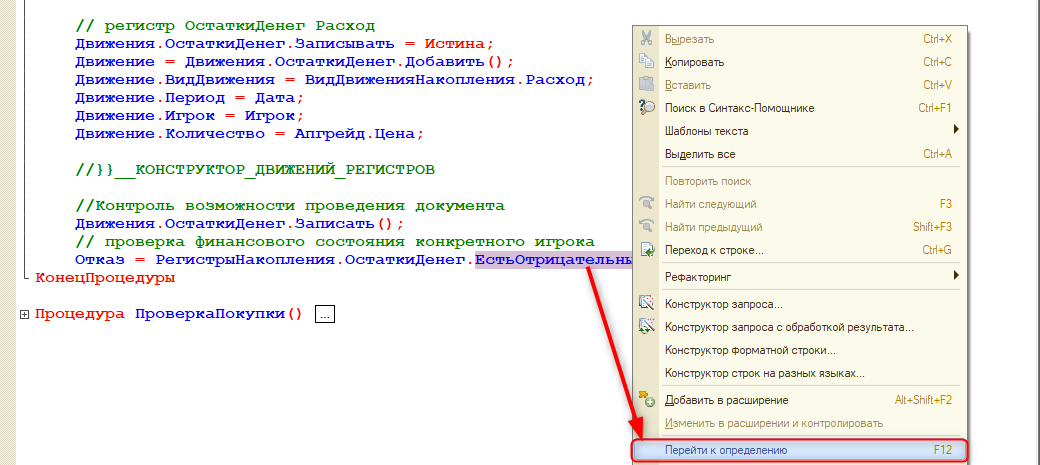 // регистр ОстаткиДенег Расход
Движения.ОстаткиДенег.Записывать = Истина;
Движение = Движения.ОстаткиДенег.Добавить();
Движение.ВидДвижения = ВидДвиженияНакопления.Расход;
Движение.Период = Дата;
Движение.Игрок = Игрок;
Движение.Количество = Апгрейд.Цена;
//}}__КОНСТРУКТОР_ДВИЖЕНИЙ_РЕГИСТРОВ
//Контроль возможности проведения документа
Движения.ОстаткиДенег.Записать();
// проверка финансового состояния конкретного игрока
Отказ = РегистрыНакопления.ОстаткиДенег.ЕстьОтрицательны
КонецПроцедуры
Процедура ПроверкаПокупки() ...
Вырезать Ctrl+X
Копировать Ctrl+C
Вставить Ctrl+V
Поиск в Синтакс-Помощнике Ctrl+F1
Шаблоны текста
Выделить все Ctrl+A
Повторить поиск
Найти следующий F3
Найти предыдущий Shift+F3
Переход к строке... Ctrl+G
Рефакторинг
Конструктор запроса...
Конструктор запроса с обработкой результата...
Конструктор форматной строки...
Конструктор строк на разных языках...
Добавить в расширение Alt+Shift+F2
Изменить в расширении и контролировать
Перейти к определению F12